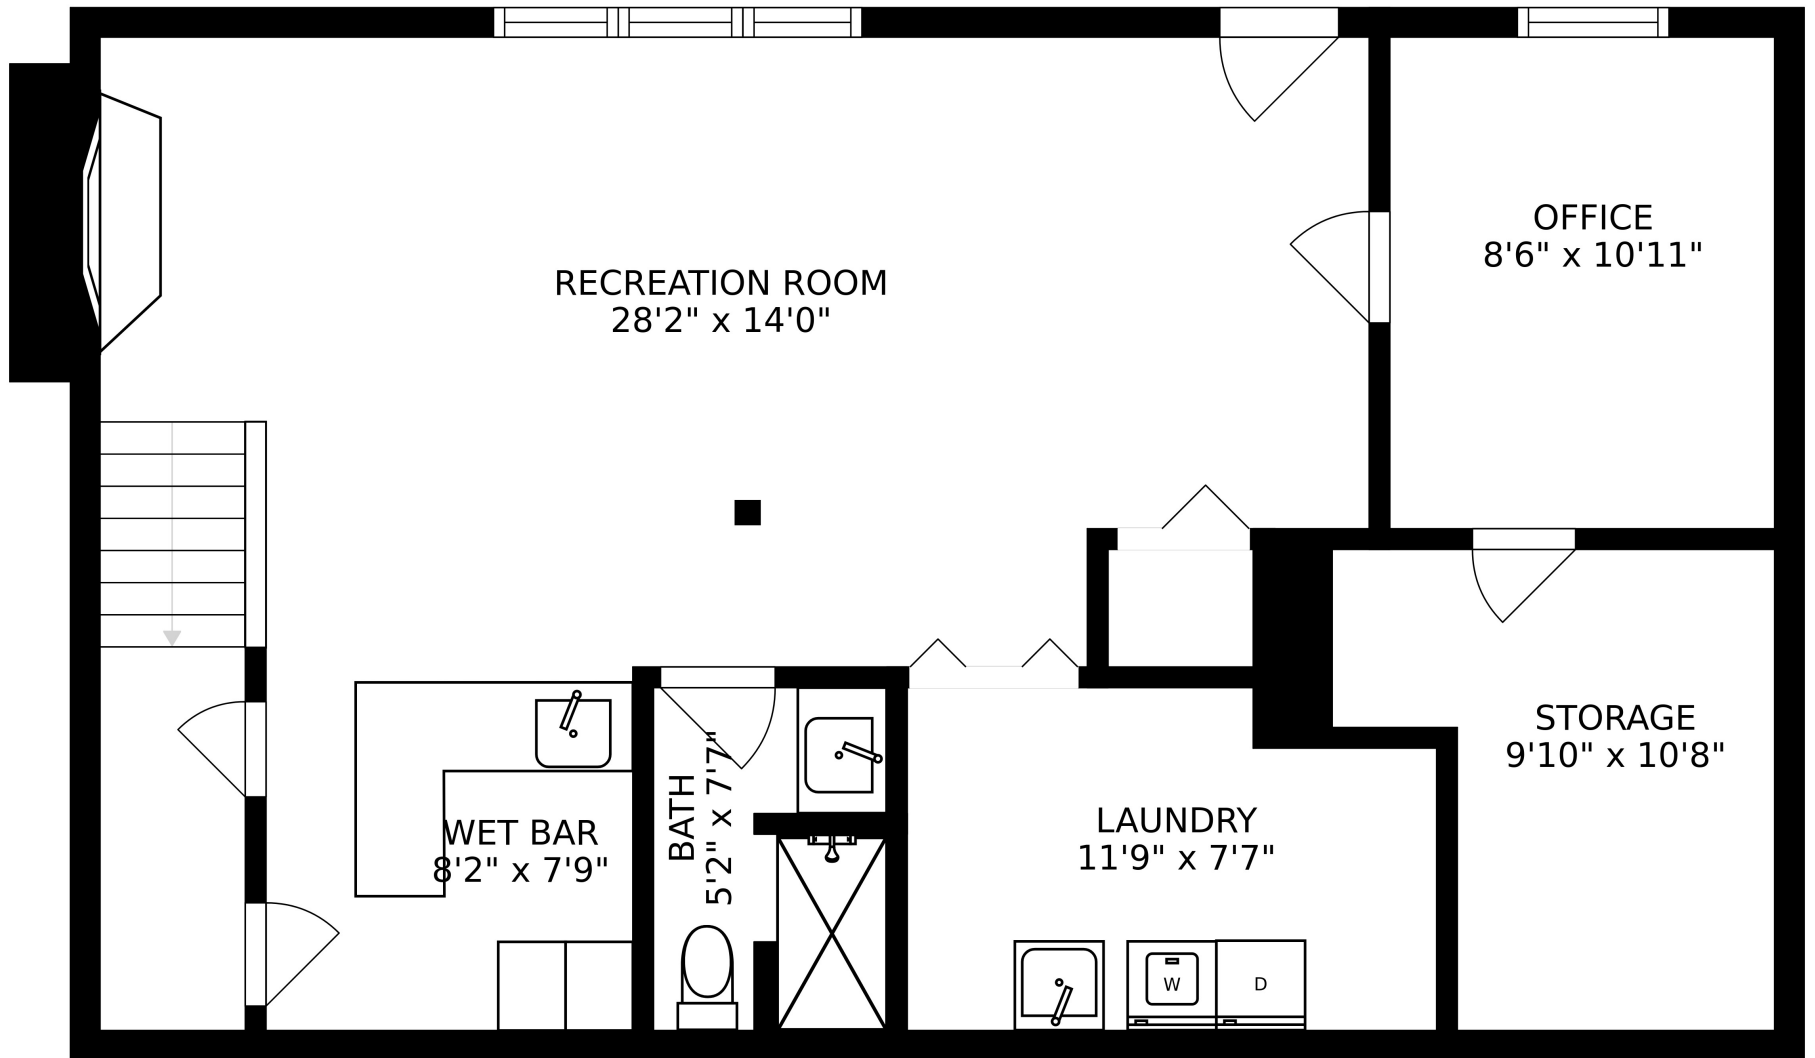 OFFICE
8'6" x 10'11"
RECREATION ROOM
28'2" x 14'0"
STORAGE
9'10" x 10'8"
WET BAR
8'2" x 7'9"
BATH
5'2" x 7'7"
LAUNDRY
11'9" x 7'7"
W
D